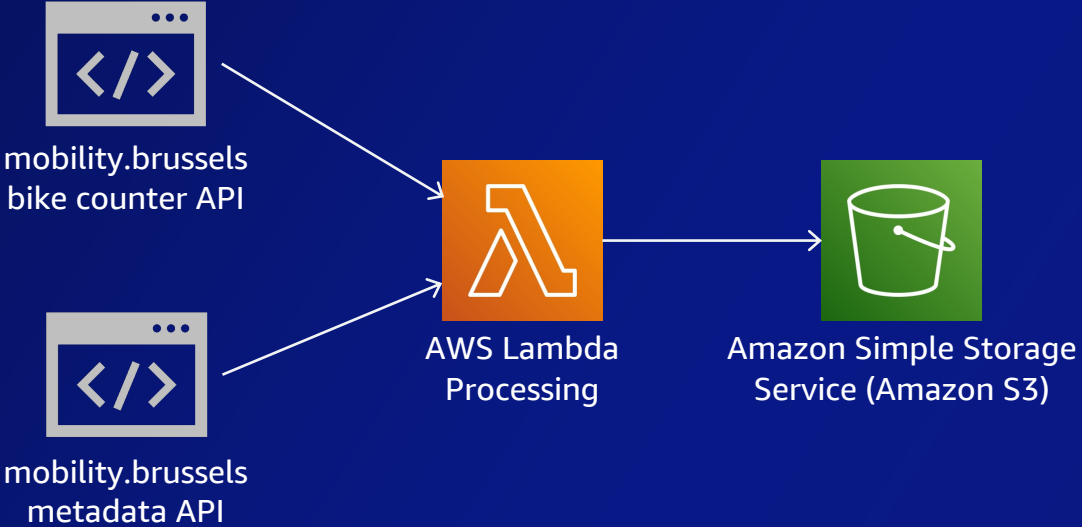 mobility.brussels
bike counter API
AWS Lambda
Processing
Amazon Simple Storage
Service (Amazon S3)
mobility.brussels
metadata API